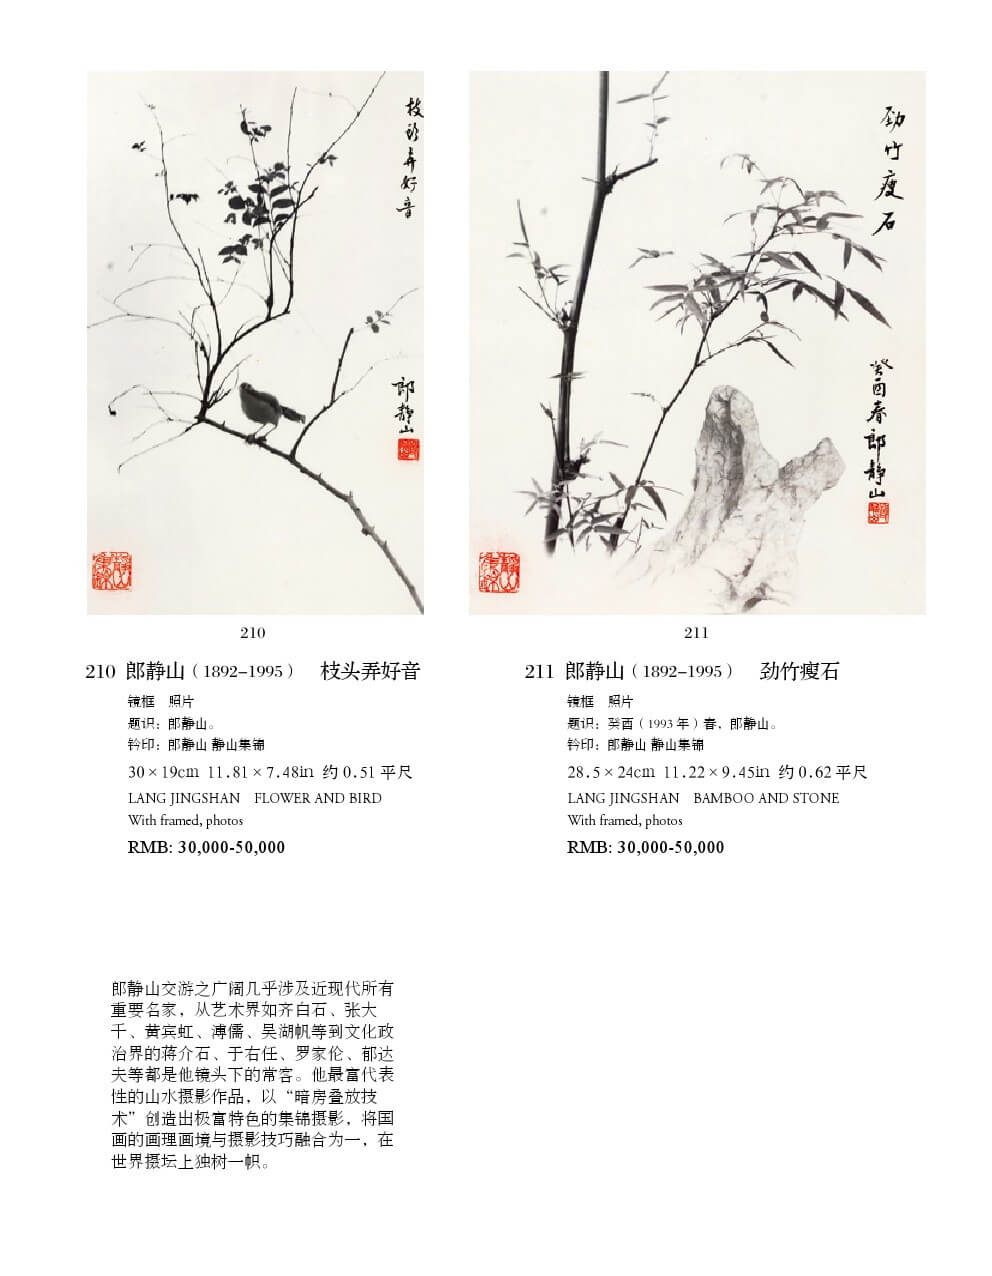 枝头弄好音
郎静山
劲竹瘦石
癸酉春郎静山
210
211
210 郎静山（1892–1995） 枝头弄好音
镜框 照片
题识：郎静山。
钤印：郎静山 静山集锦
30×19cm 11.81×7.48in 约 0.51 平尺
LANG JINGSHAN FLOWER AND BIRD
With framed, photos
RMB: 30,000-50,000
211 郎静山（1892–1995） 劲竹瘦石
镜框 照片
题识：癸酉（1993 年）春，郎静山。
钤印：郎静山 静山集锦
28.5×24cm 11.22×9.45in 约 0.62 平尺
LANG JINGSHAN BAMBOO AND STONE
With framed, photos
RMB: 30,000-50,000
郎静山交游之广阔几乎涉及近现代所有
重要名家，从艺术界如齐白石、张大
千、黄宾虹、溥儒、吴湖帆等到文化政
治界的蒋介石、于右任、罗家伦、郁达
夫等都是他镜头下的常客。他最富代表
性的山水摄影作品，以“暗房叠放技
术”创造出极富特色的集锦摄影，将国
画的画理画境与摄影技巧融合为一，在
世界摄坛上独树一帜。